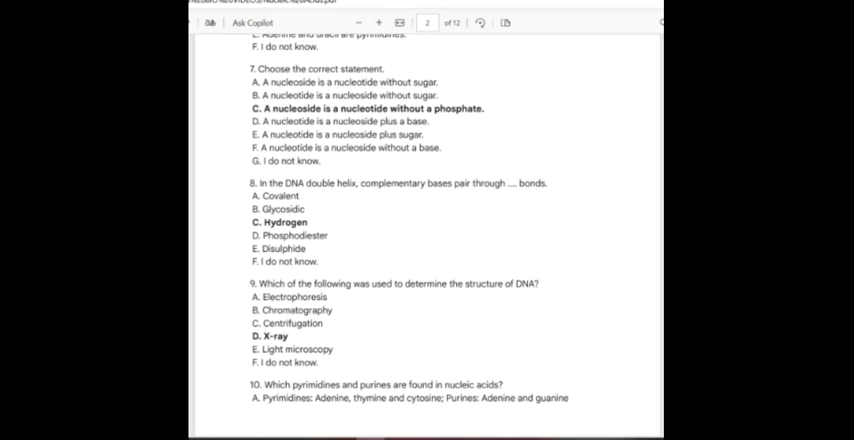 Ask Copilot
2 of 12
E. Adenine and uracil are pyrimidines.
F. I do not know.
7. Choose the correct statement.
A. A nucleoside is a nucleotide without sugar.
B. A nucleotide is a nucleoside without sugar.
C. A nucleoside is a nucleotide without a phosphate.
D. A nucleotide is a nucleoside plus a base.
E. A nucleotide is a nucleoside plus sugar.
F. A nucleotide is a nucleoside without a base.
G. I do not know.
8. In the DNA double helix, complementary bases pair through .... bonds.
A. Covalent
B. Glycosidic
C. Hydrogen
D. Phosphodiester
E. Disulphide
F. I do not know.
9. Which of the following was used to determine the structure of DNA?
A. Electrophoresis
B. Chromatography
C. Centrifugation
D. X-ray
E. Light microscopy
F. I do not know.
10. Which pyrimidines and purines are found in nucleic acids?
A. Pyrimidines: Adenine, thymine and cytosine; Purines: Adenine and guanine